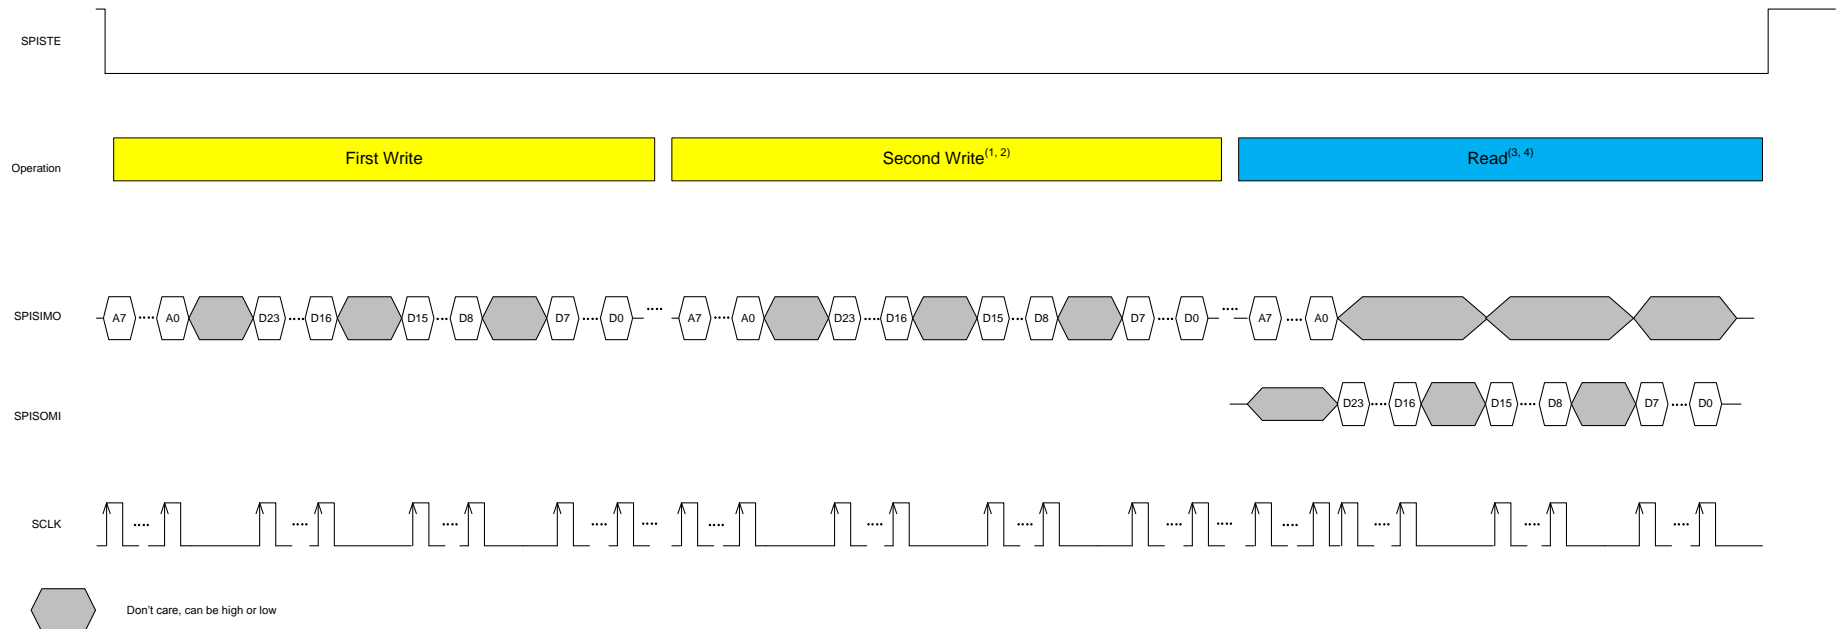 SPISTE
Operation
First Write
Second Write(1, 2)
Read(3, 4)
SPISIMO
A7 .... A0 D23 .... D16 D15 ... D8 D7 .... D0 .... A7 .... A0 D23 .... D16 D15 ... D8 D7 .... D0 .... A7 .... A0
SPISOMI
D23 .... D16 D15 .... D8 D7 .... D0
SCLK
.... .... .... .... .... .... .... .... .... .... .... .... .... ....
Don't care, can be high or low